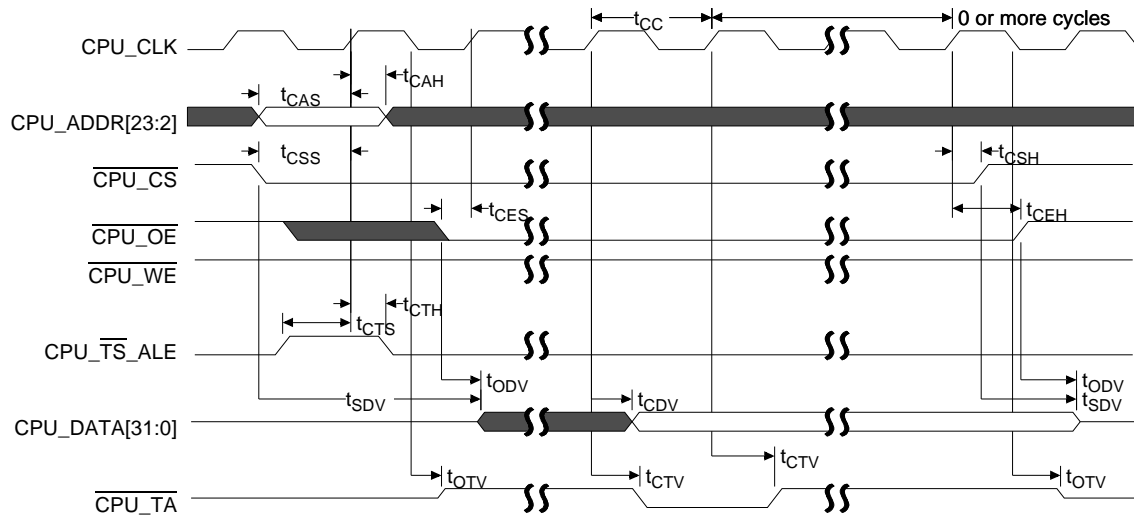 t_CC
0 or more cycles
CPU_CLK
t_CAH
t_CAS
CPU_ADDR[23:2]
t_CSS
t_CSH
CPU_CS
t_CES
t_CEH
CPU_OE
CPU_WE
t_CTH
t_CTS
CPU_TS_ALE
t_ODV
t_ODV
t_SDV
t_CDV
t_SDV
CPU_DATA[31:0]
t_CTV
t_OTV
t_CTV
t_OTV
CPU_TA